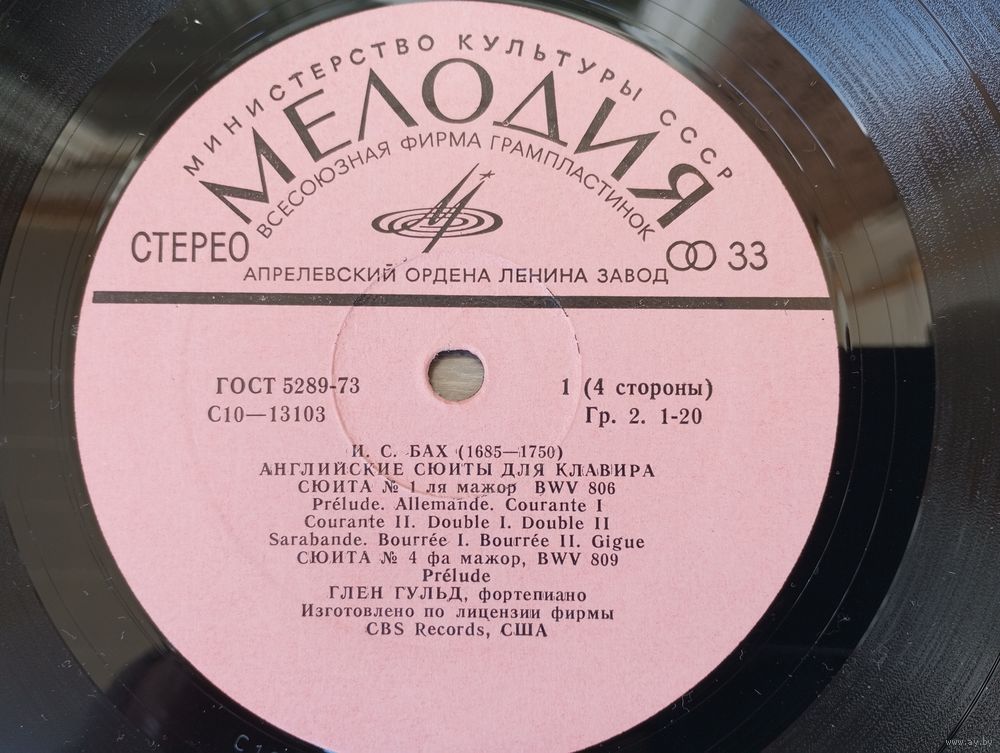 МИНИСТЕРСТВО КУЛЬТУРЫ СССР
МЕЛОДИЯ
ВСЕСОЮЗНАЯ ФИРМА ГРАМПЛАСТИНОК
СТЕРЕО
33
АПРЕЛЕВСКИЙ ОРДЕНА ЛЕНИНА ЗАВОД
ГОСТ 5289-73
1 (4 стороны)
С10—13103
Гр. 2. 1-20
И. С. БАХ (1685—1750)
АНГЛИЙСКИЕ СЮИТЫ ДЛЯ КЛАВИРА
СЮИТА № 1 ля мажор BWV 806
Prélude. Allemande. Courante I
Courante II. Double I. Double II
Sarabande. Bourrée I. Bourrée II. Gigue
СЮИТА № 4 фа мажор, BWV 809
Prélude
ГЛЕН ГУЛЬД, фортепиано
Изготовлено по лицензии фирмы
CBS Records, США
www.ay.by